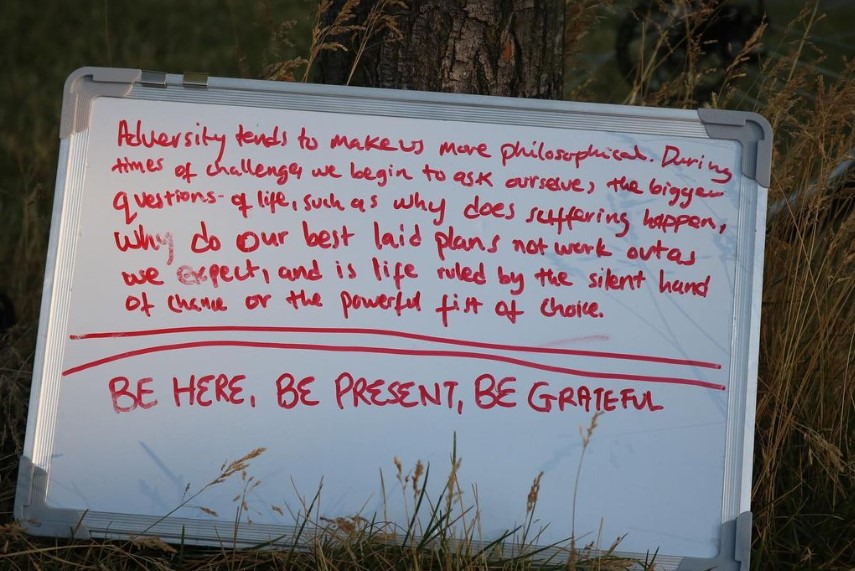 Adversity tends to make us more philosophical. During
times of challenge, we begin to ask ourselves the bigger
questions of life, such as why does suffering happen,
why do our best laid plans not work out as
we expect, and is life ruled by the silent hand
of chance or the powerful fist of choice.
BE HERE, BE PRESENT, BE GRATEFUL